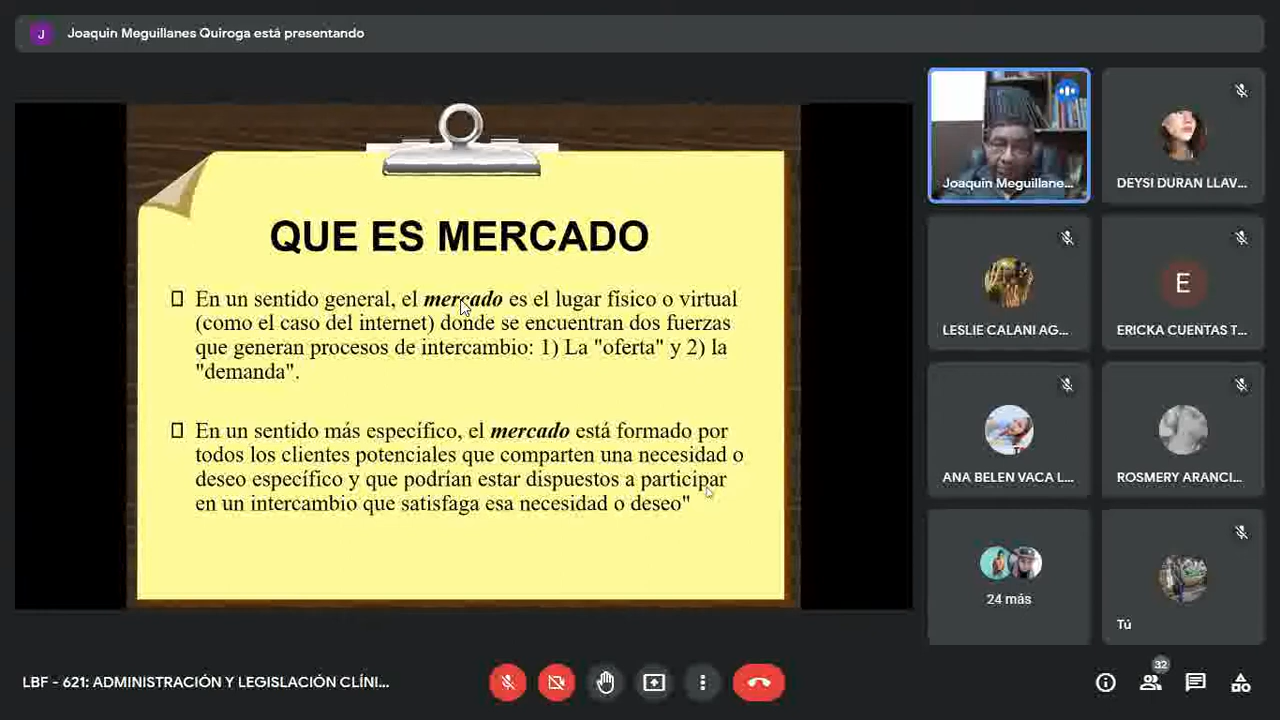 J
Joaquin Meguillanes Quiroga está presentando
QUE ES MERCADO
En un sentido general, el mercado es el lugar físico o virtual
(como el caso del internet) donde se encuentran dos fuerzas
que generan procesos de intercambio: 1) La "oferta" y 2) la
"demanda".
En un sentido más específico, el mercado está formado por
todos los clientes potenciales que comparten una necesidad o
deseo específico y que podrían estar dispuestos a participar
en un intercambio que satisfaga esa necesidad o deseo"
Joaquin Meguillane...
DEYSI DURAN LLAV...
LESLIE CALANI AG...
E
ERICKA CUENTAS T...
ANA BELEN VACA L...
ROSMERY ARANCI...
24 más
Tú
LBF - 621: ADMINISTRACIÓN Y LEGISLACIÓN CLÍNI...
32